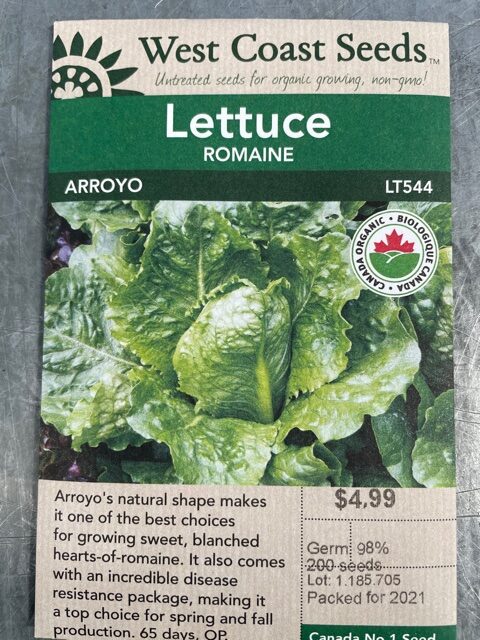 West Coast Seeds™
Untreated seeds for organic growing, non-gmo!
Lettuce
ROMAINE
ARROYO
LT544
CANADA ORGANIC • BIOLOGIQUE CANADA •
Arroyo's natural shape makes
it one of the best choices
for growing sweet, blanched
hearts-of-romaine. It also comes
with an incredible disease
resistance package, making it
a top choice for spring and fall
production. 65 days. OP.
$4.99
Germ: 98%
200 seeds
Lot: 1.185.705
Packed for 2021
Canada No 1 Seed